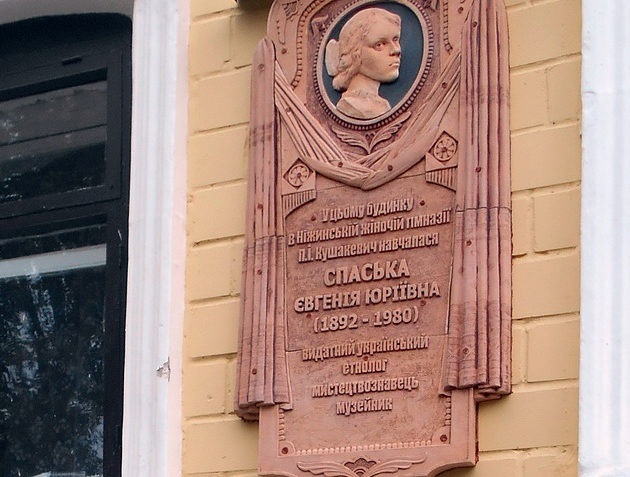 У цьому будинку
в Ніжинській жіночій гімназії
П.І. Кушакевич навчалася
СПАСЬКА
ЄВГЕНІЯ ЮРІЇВНА
(1892 - 1980)
видатний український
етнолог
мистецтвознавець
музейник